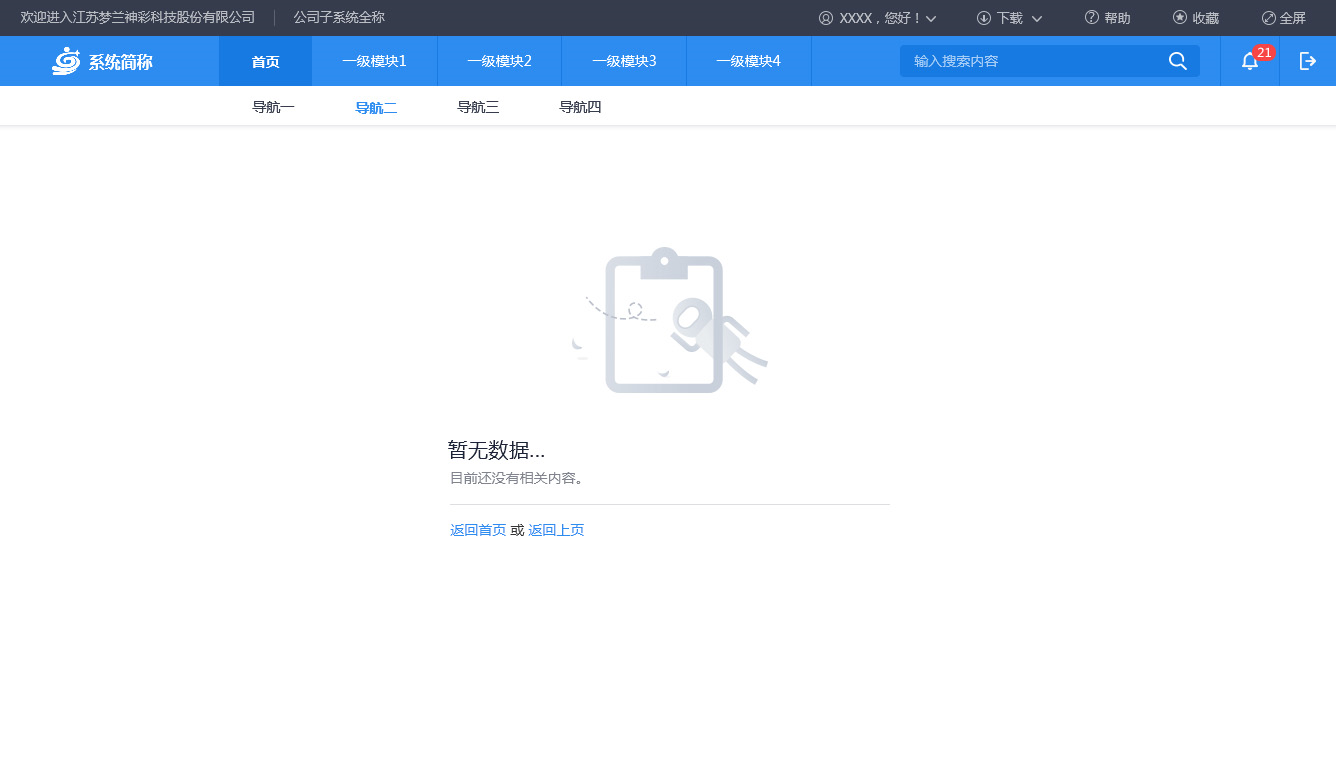 欢迎进入江苏梦兰神彩科技股份有限公司 公司子系统全称 XXXX，您好！ 下载 帮助 收藏 全屏
系统简称 首页 一级模块1 一级模块2 一级模块3 一级模块4 输入搜索内容 21
导航一 导航二 导航三 导航四
暂无数据...
目前还没有相关内容。
返回首页 或 返回上页